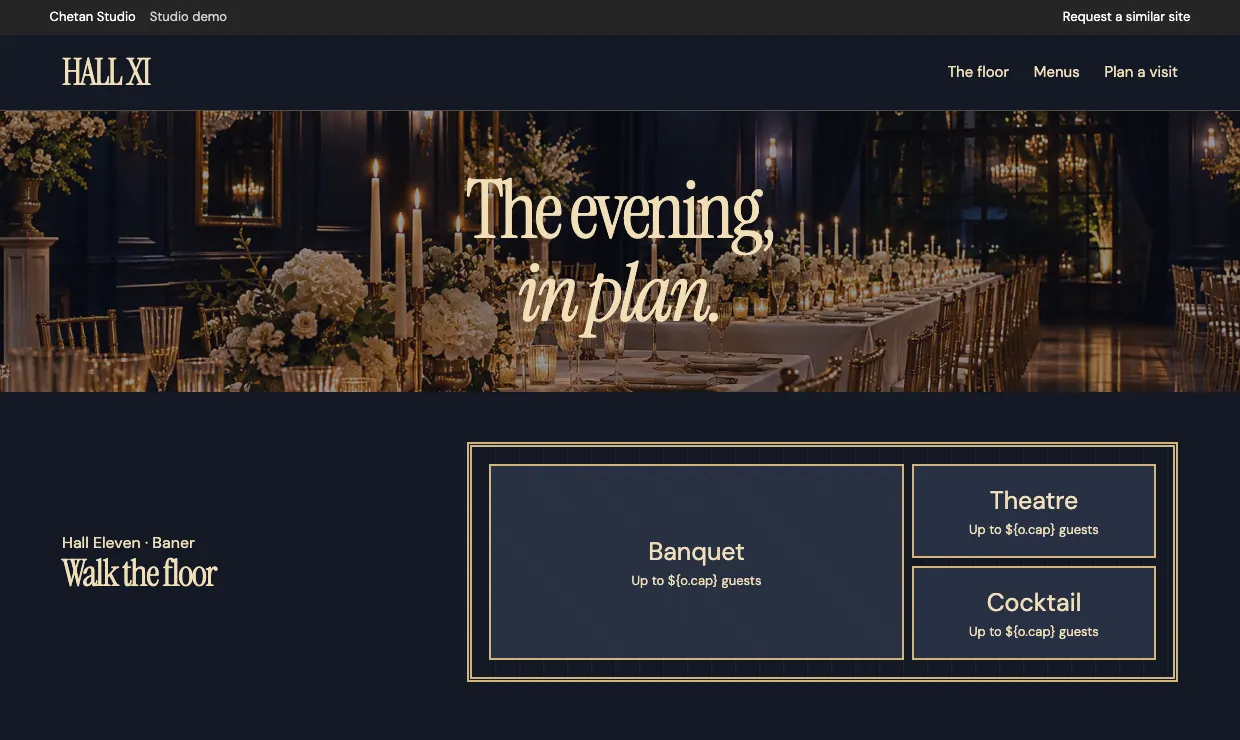 Chetan Studio Studio demo Request a similar site
HALL XI The floor Menus Plan a visit
The evening,
in plan.
Hall Eleven · Baner
Walk the floor
Banquet
Up to ${o.cap} guests
Theatre
Up to ${o.cap} guests
Cocktail
Up to ${o.cap} guests